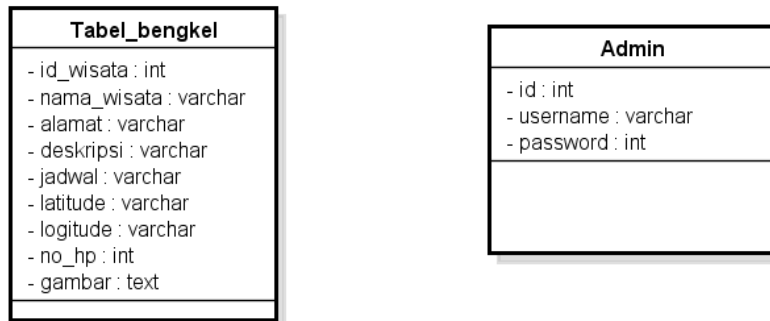 Tabel_bengkel
- id_wisata : int
- nama_wisata : varchar
- alamat : varchar
- deskripsi : varchar
- jadwal : varchar
- latitude : varchar
- logitude : varchar
- no_hp : int
- gambar : text
Admin
- id : int
- username : varchar
- password : int